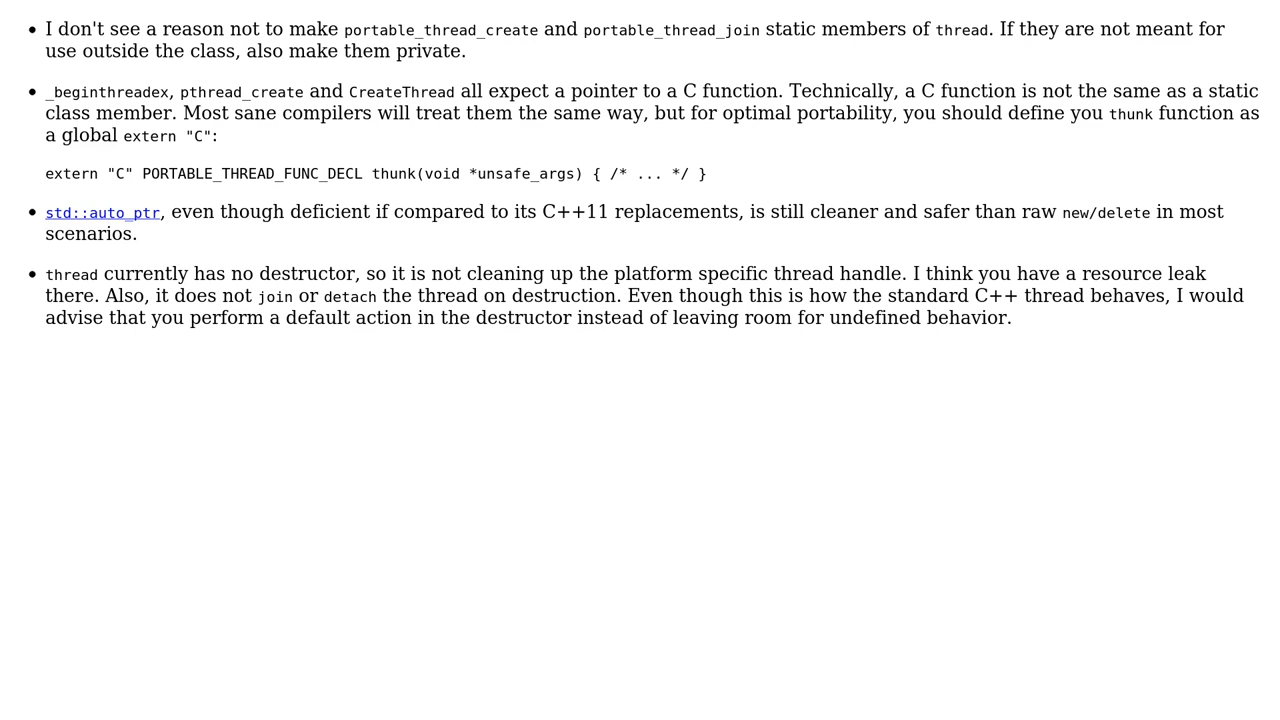 I don't see a reason not to make portable_thread_create and portable_thread_join static members of thread. If they are not meant for
use outside the class, also make them private.
_beginthreadex, pthread_create and CreateThread all expect a pointer to a C function. Technically, a C function is not the same as a static
class member. Most sane compilers will treat them the same way, but for optimal portability, you should define you thunk function as
a global extern "C":
extern "C" PORTABLE_THREAD_FUNC_DECL thunk(void *unsafe_args) { /* ... */ }
std::auto_ptr, even though deficient if compared to its C++11 replacements, is still cleaner and safer than raw new/delete in most
scenarios.
thread currently has no destructor, so it is not cleaning up the platform specific thread handle. I think you have a resource leak
there. Also, it does not join or detach the thread on destruction. Even though this is how the standard C++ thread behaves, I would
advise that you perform a default action in the destructor instead of leaving room for undefined behavior.